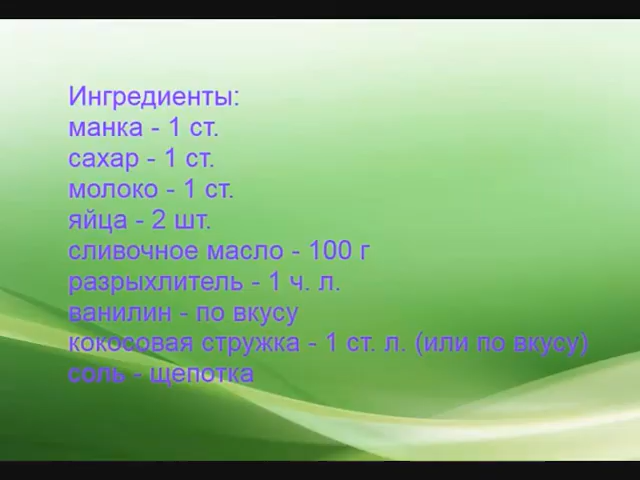 Ингредиенты:
манка - 1 ст.
сахар - 1 ст.
молоко - 1 ст.
яйца - 2 шт.
сливочное масло - 100 г
разрыхлитель - 1 ч. л.
ванилин - по вкусу
кокосовая стружка - 1 ст. л. (или по вкусу)
соль - щепотка